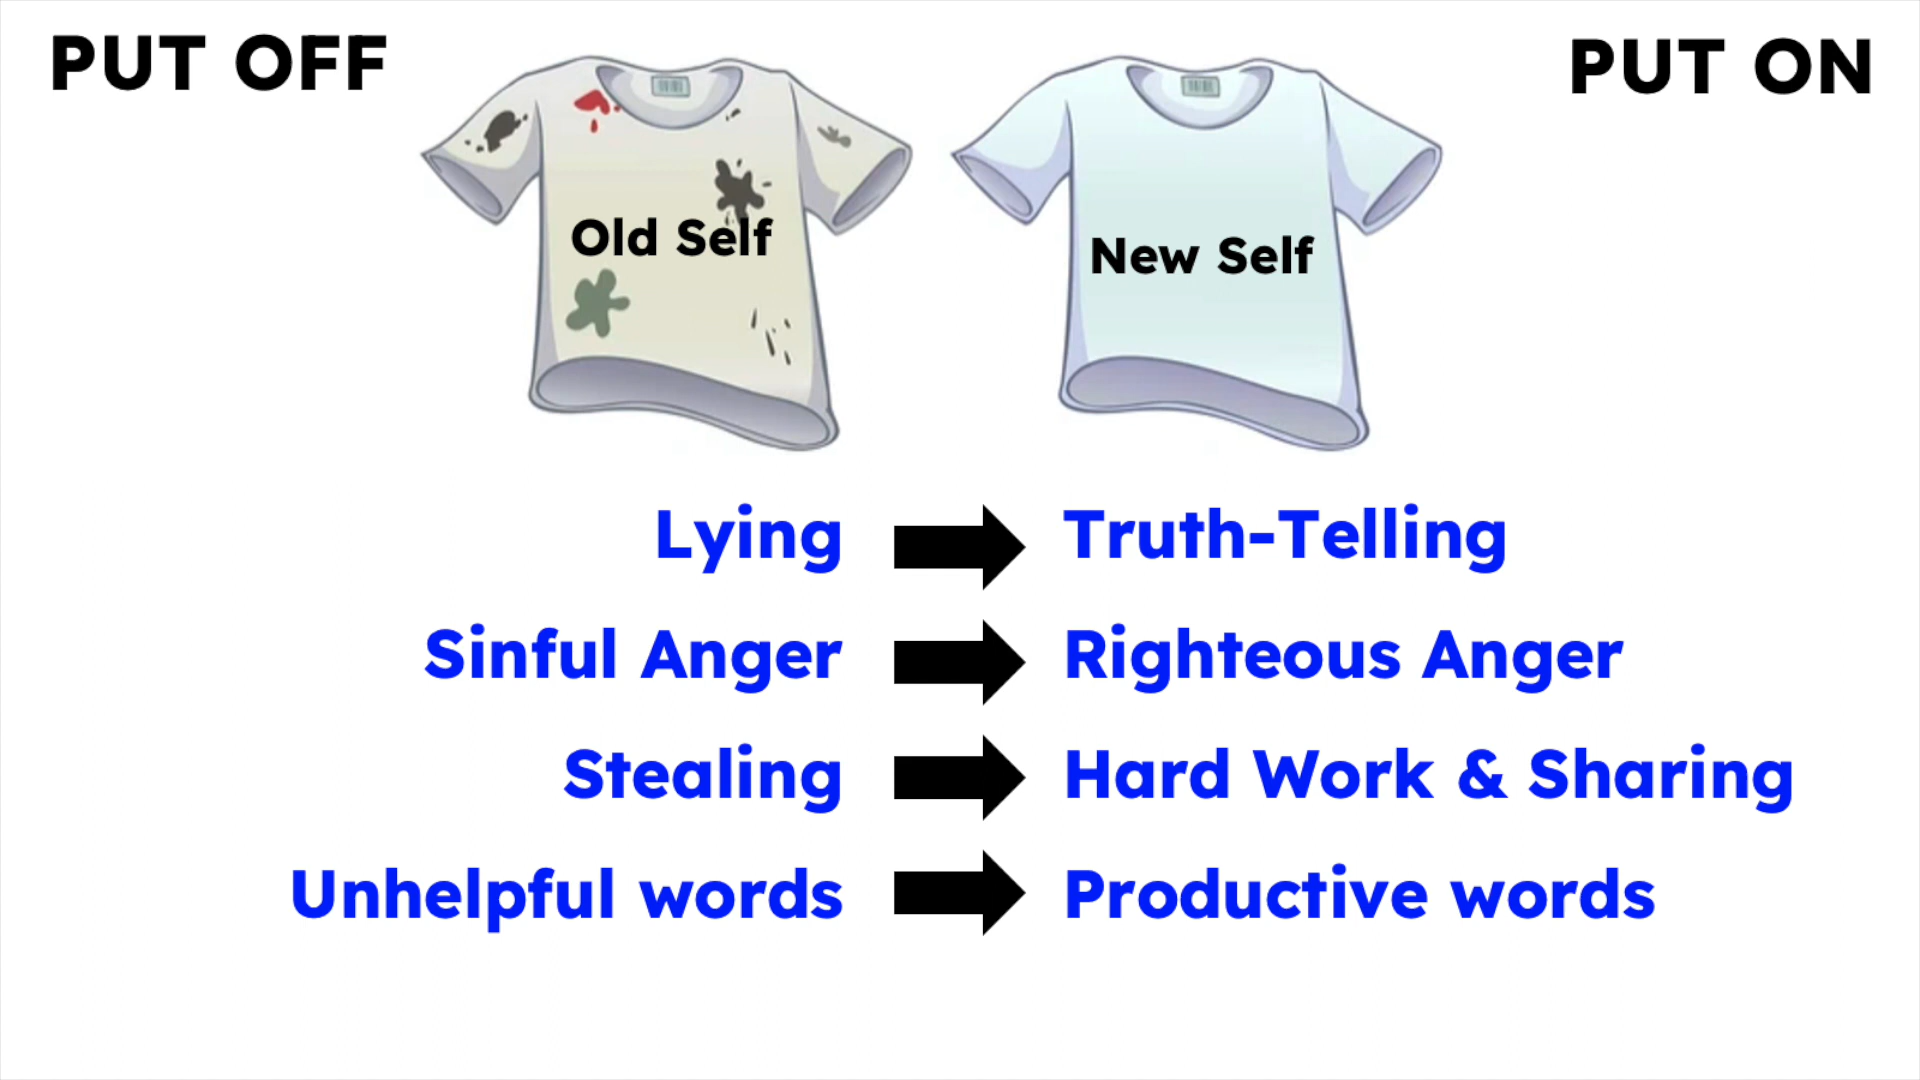 PUT OFF
PUT ON
Old Self
New Self
Lying Truth-Telling
Sinful Anger Righteous Anger
Stealing Hard Work & Sharing
Unhelpful words Productive words